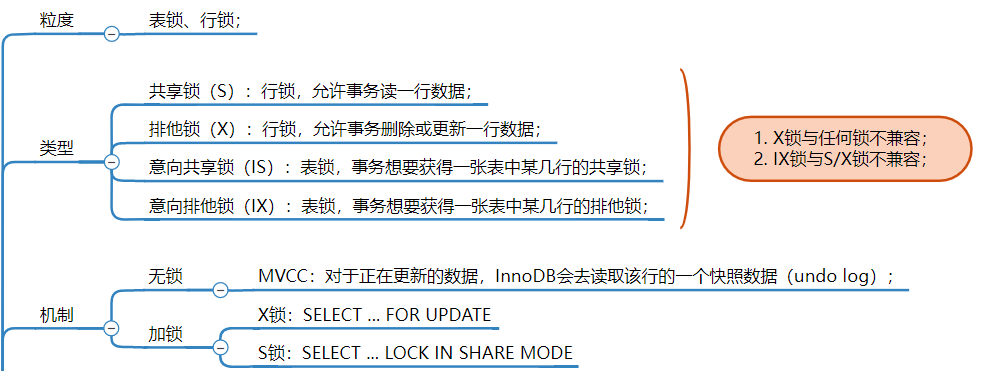 粒度
表锁、行锁；
类型
共享锁（S）：行锁，允许事务读一行数据；
排他锁（X）：行锁，允许事务删除或更新一行数据；
意向共享锁（IS）：表锁，事务想要获得一张表中某几行的共享锁；
意向排他锁（IX）：表锁，事务想要获得一张表中某几行的排他锁；
1. X锁与任何锁不兼容；
2. IX锁与S/X锁不兼容；
机制
无锁
MVCC：对于正在更新的数据，InnoDB会去读取该行的一个快照数据（undo log）；
加锁
X锁：SELECT ... FOR UPDATE
S锁：SELECT ... LOCK IN SHARE MODE